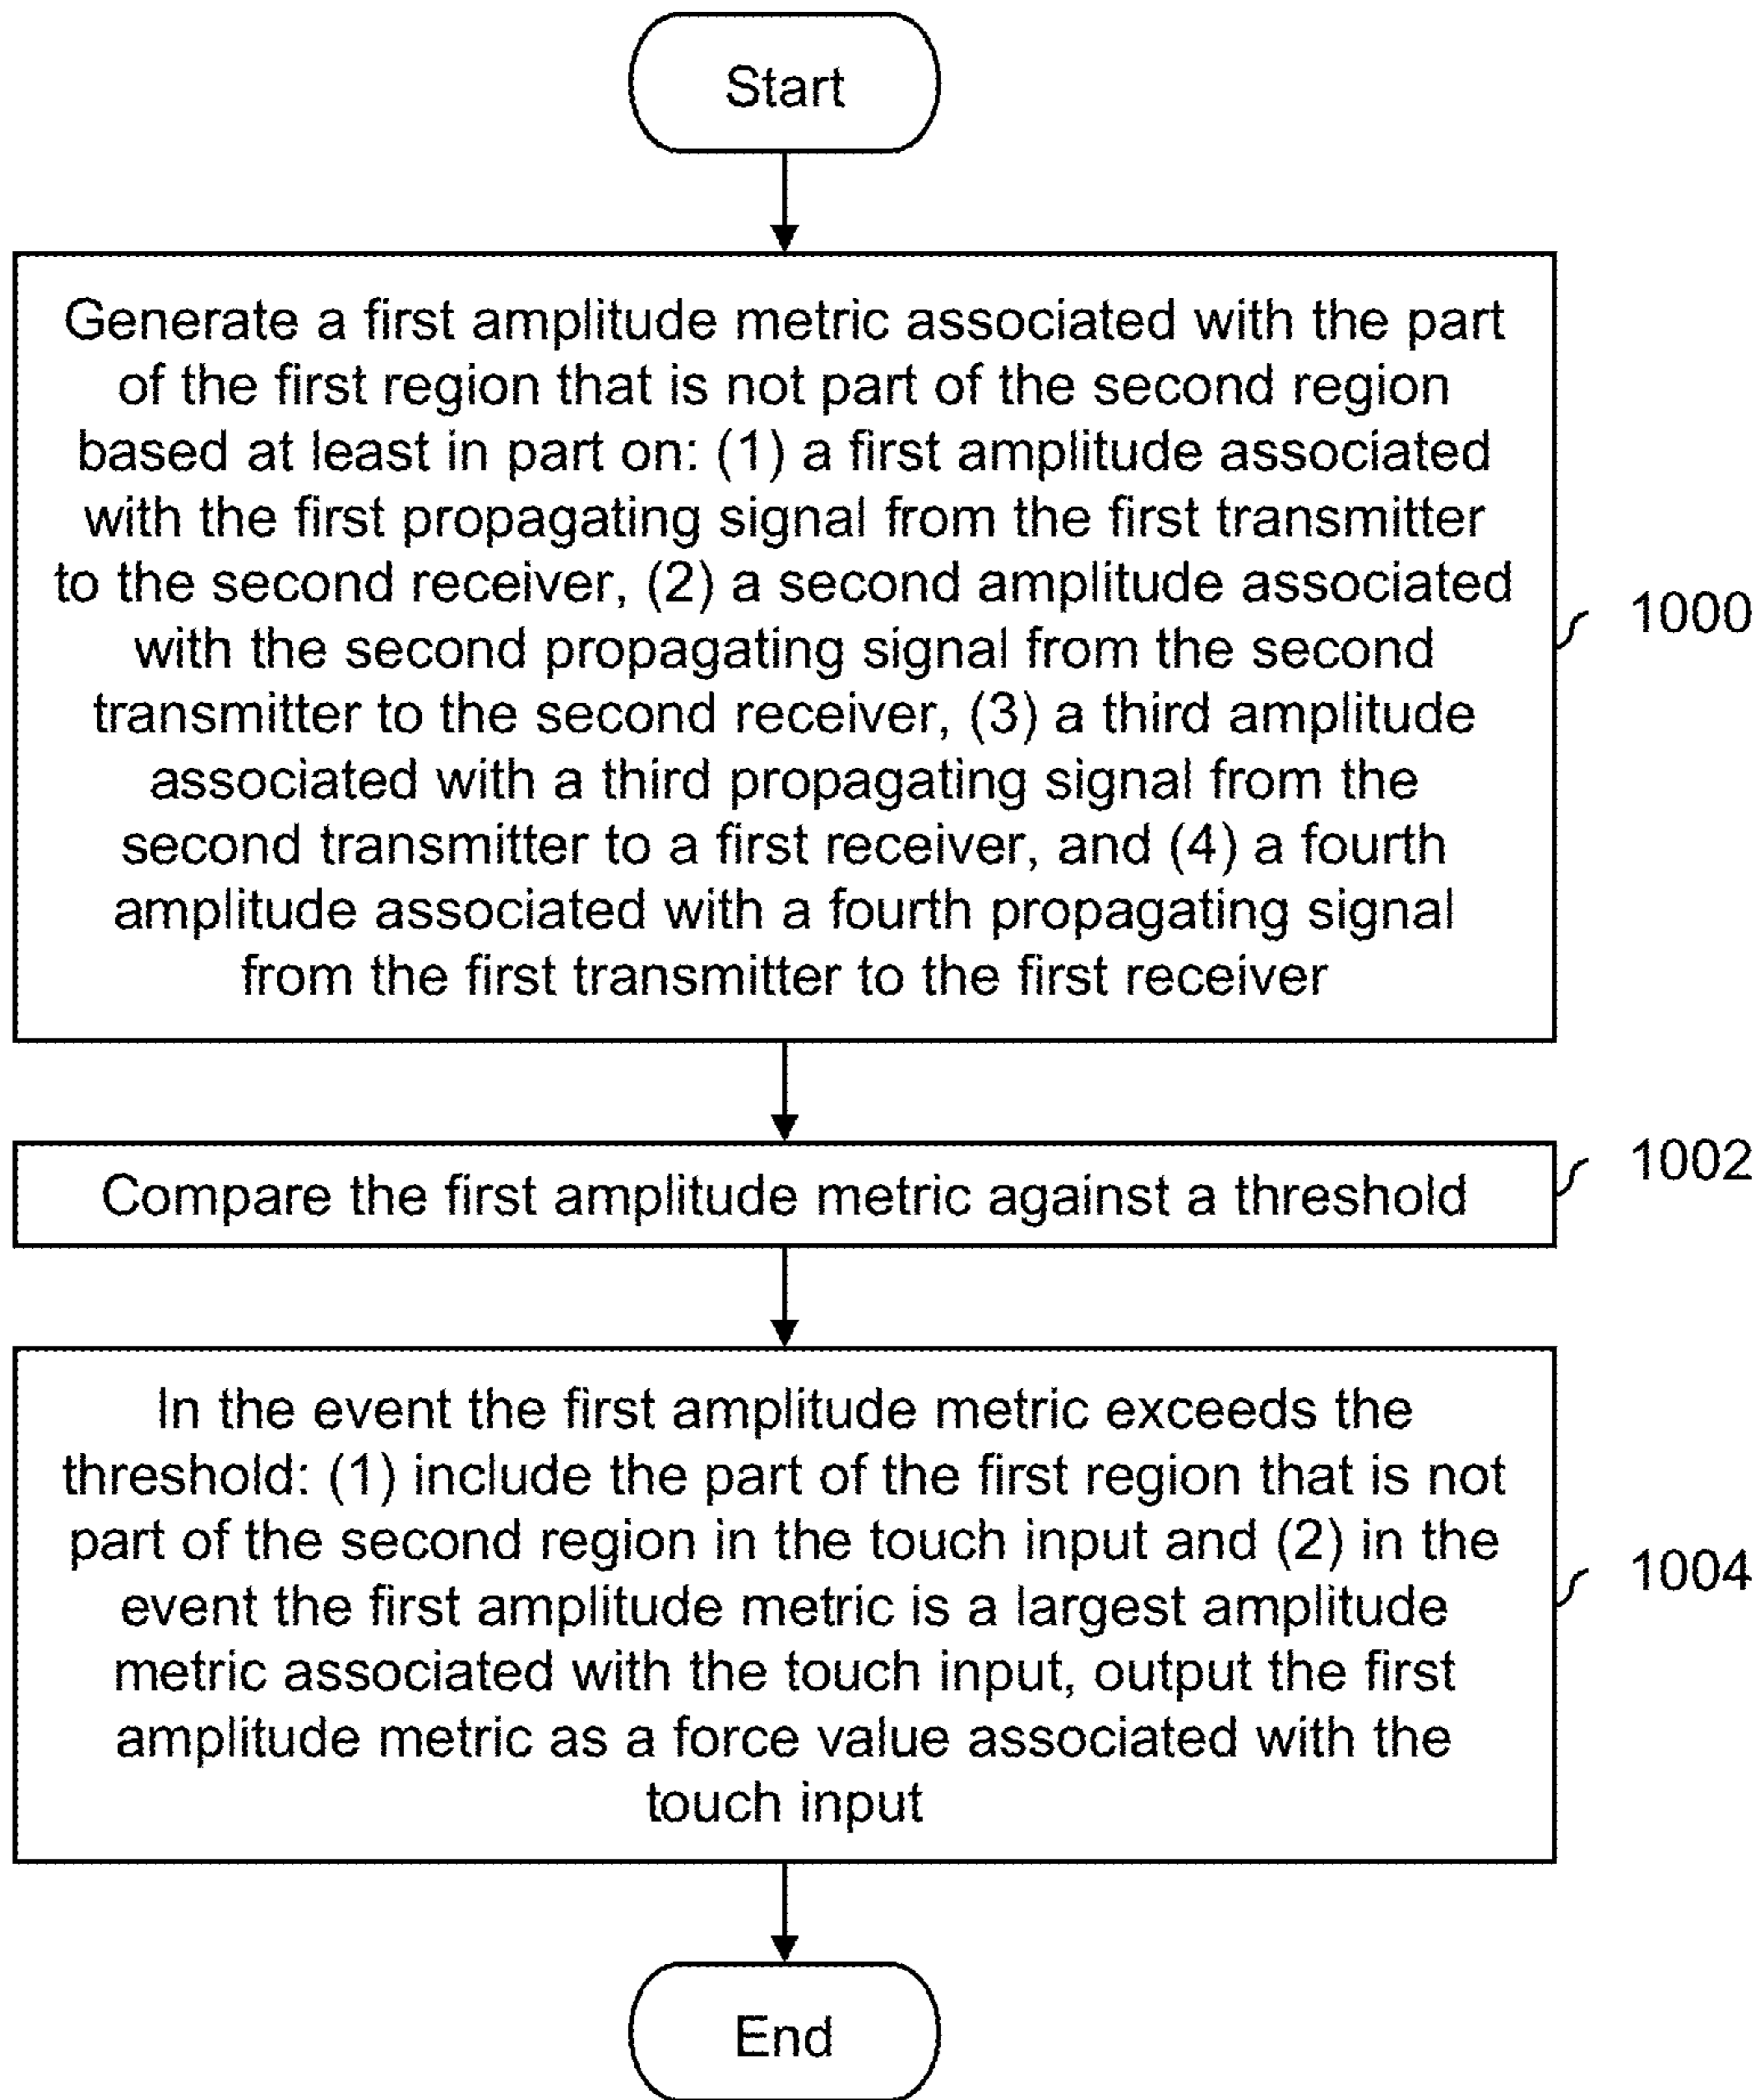 Start
Generate a first amplitude metric associated with the part
of the first region that is not part of the second region
based at least in part on: (1) a first amplitude associated
with the first propagating signal from the first transmitter
to the second receiver, (2) a second amplitude associated
with the second propagating signal from the second
transmitter to the second receiver, (3) a third amplitude
associated with a third propagating signal from the
second transmitter to a first receiver, and (4) a fourth
amplitude associated with a fourth propagating signal
from the first transmitter to the first receiver
1000
Compare the first amplitude metric against a threshold
1002
In the event the first amplitude metric exceeds the
threshold: (1) include the part of the first region that is not
part of the second region in the touch input and (2) in the
event the first amplitude metric is a largest amplitude
metric associated with the touch input, output the first
amplitude metric as a force value associated with the
touch input
1004
End